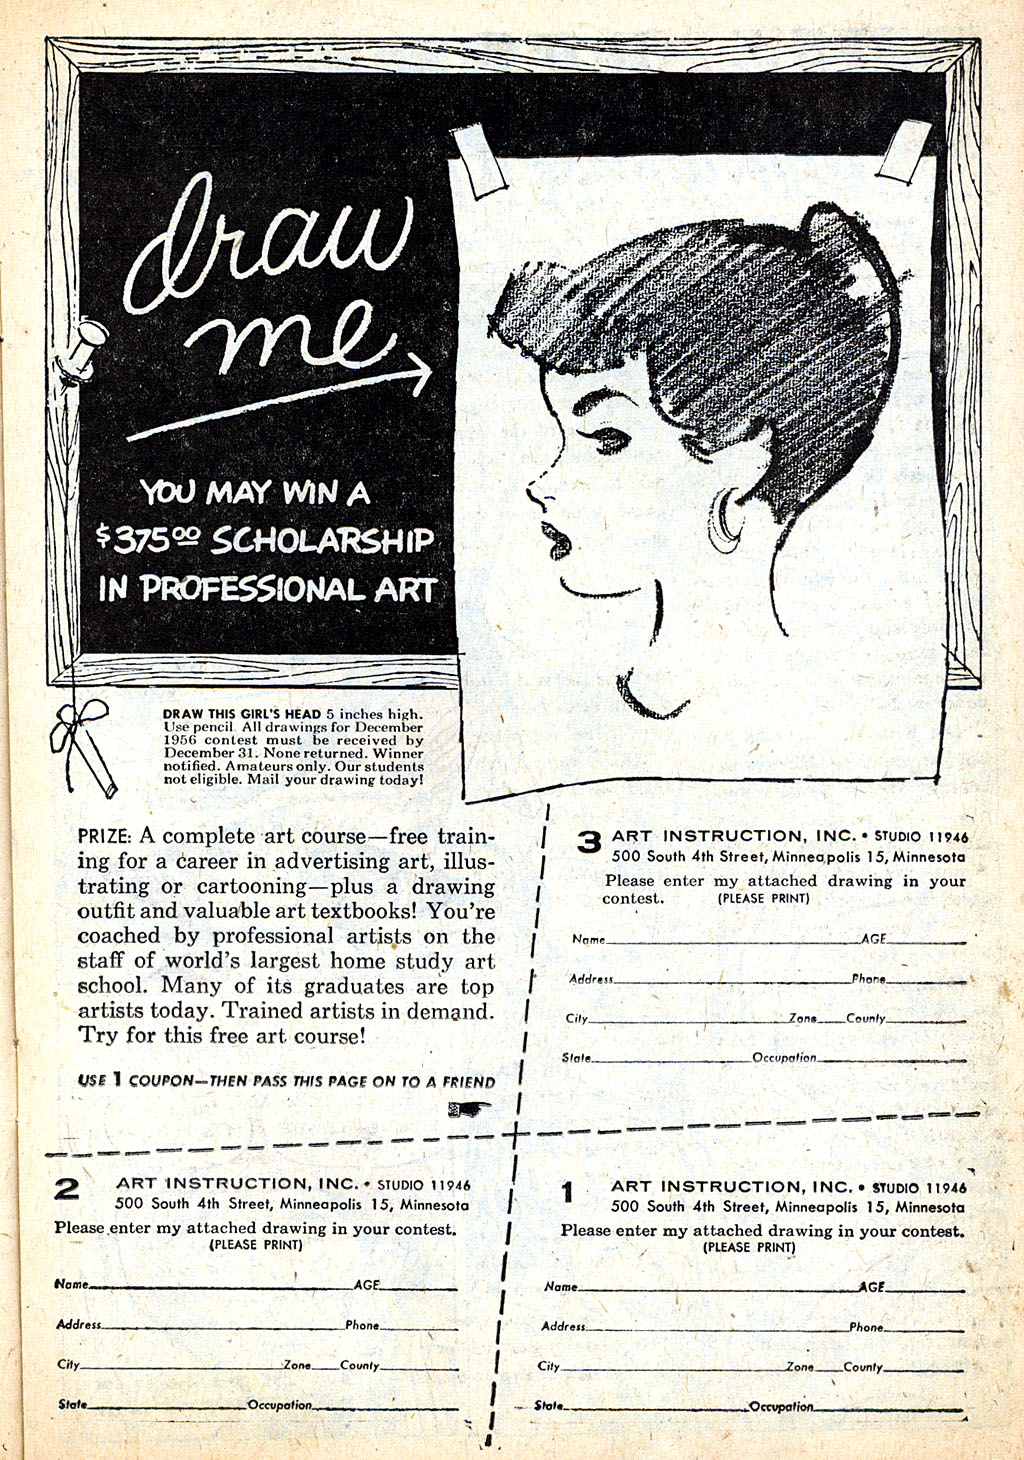 draw
me
YOU MAY WIN A
$375.00 SCHOLARSHIP
IN PROFESSIONAL ART
DRAW THIS GIRL'S HEAD 5 inches high.
Use pencil. All drawings for December
1956 contest must be received by
December 31. None returned. Winner
notified. Amateurs only. Our students
not eligible. Mail your drawing today!
PRIZE: A complete art course—free train-
ing for a career in advertising art, illus-
trating or cartooning—plus a drawing
outfit and valuable art textbooks! You're
coached by professional artists on the
staff of world's largest home study art
school. Many of its graduates are top
artists today. Trained artists in demand.
Try for this free art course!
USE 1 COUPON—THEN PASS THIS PAGE ON TO A FRIEND
3 ART INSTRUCTION, INC. • STUDIO 11946
500 South 4th Street, Minneapolis 15, Minnesota
Please enter my attached drawing in your
contest. (PLEASE PRINT)
Name AGE
Address Phone
City Zone County
State Occupation
2 ART INSTRUCTION, INC. • STUDIO 11946
500 South 4th Street, Minneapolis 15, Minnesota
Please enter my attached drawing in your contest.
(PLEASE PRINT)
Name AGE
Address Phone
City Zone County
State Occupation
1 ART INSTRUCTION, INC. • STUDIO 11946
500 South 4th Street, Minneapolis 15, Minnesota
Please enter my attached drawing in your contest.
(PLEASE PRINT)
Name AGE
Address Phone
City Zone County
State Occupation